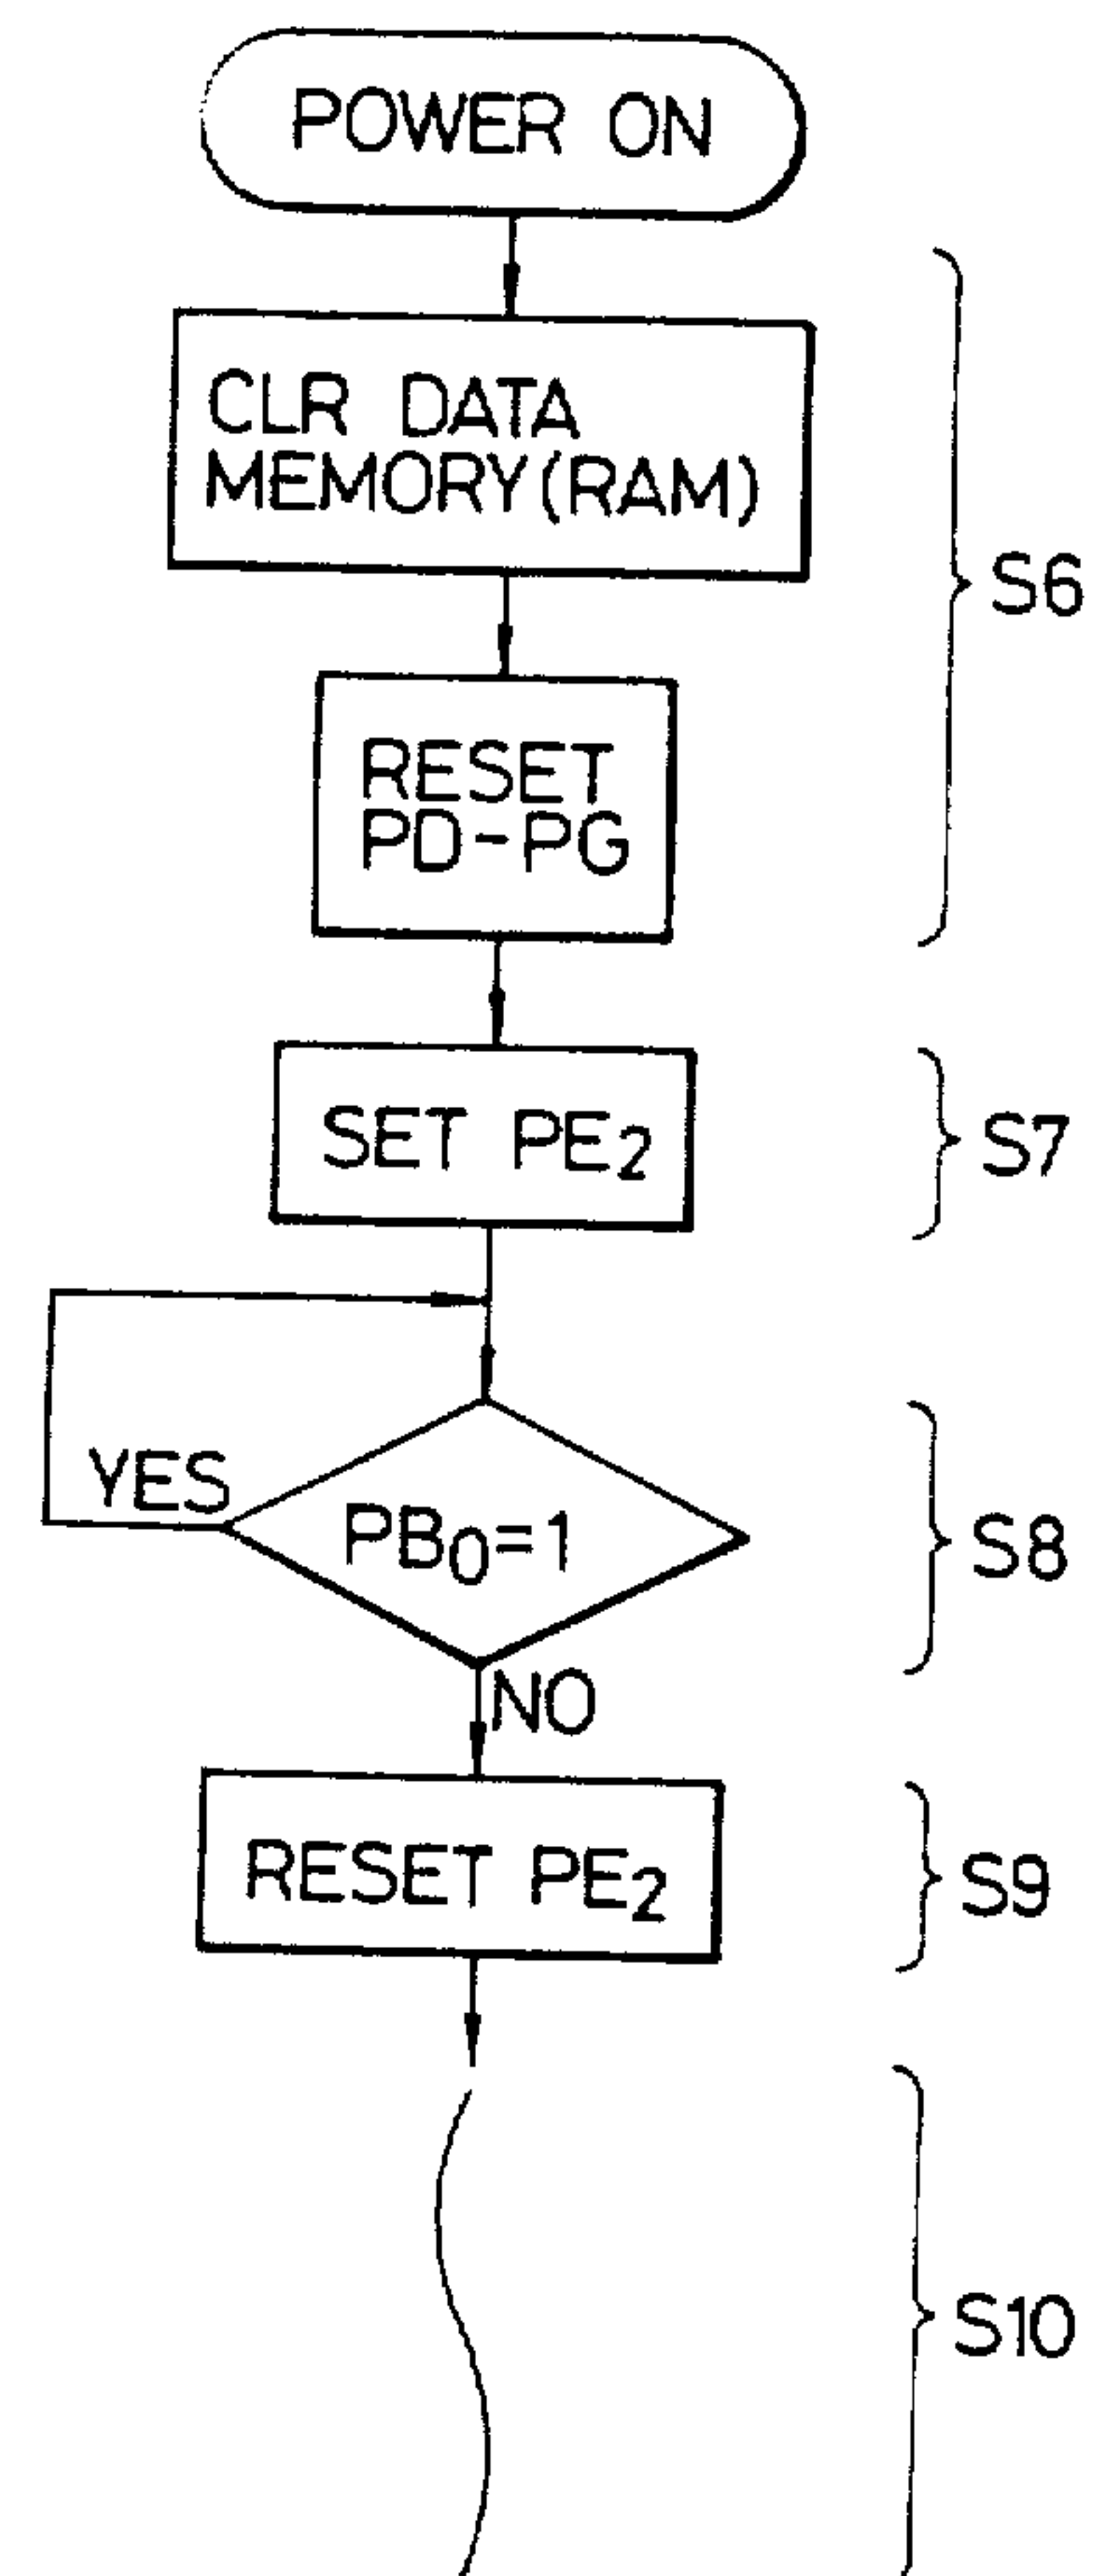 POWER ON
CLR DATA
MEMORY(RAM)
S6
RESET
PD-PG
SET PE₂
S7
YES
PB₀=1
S8
NO
RESET PE₂
S9
S10